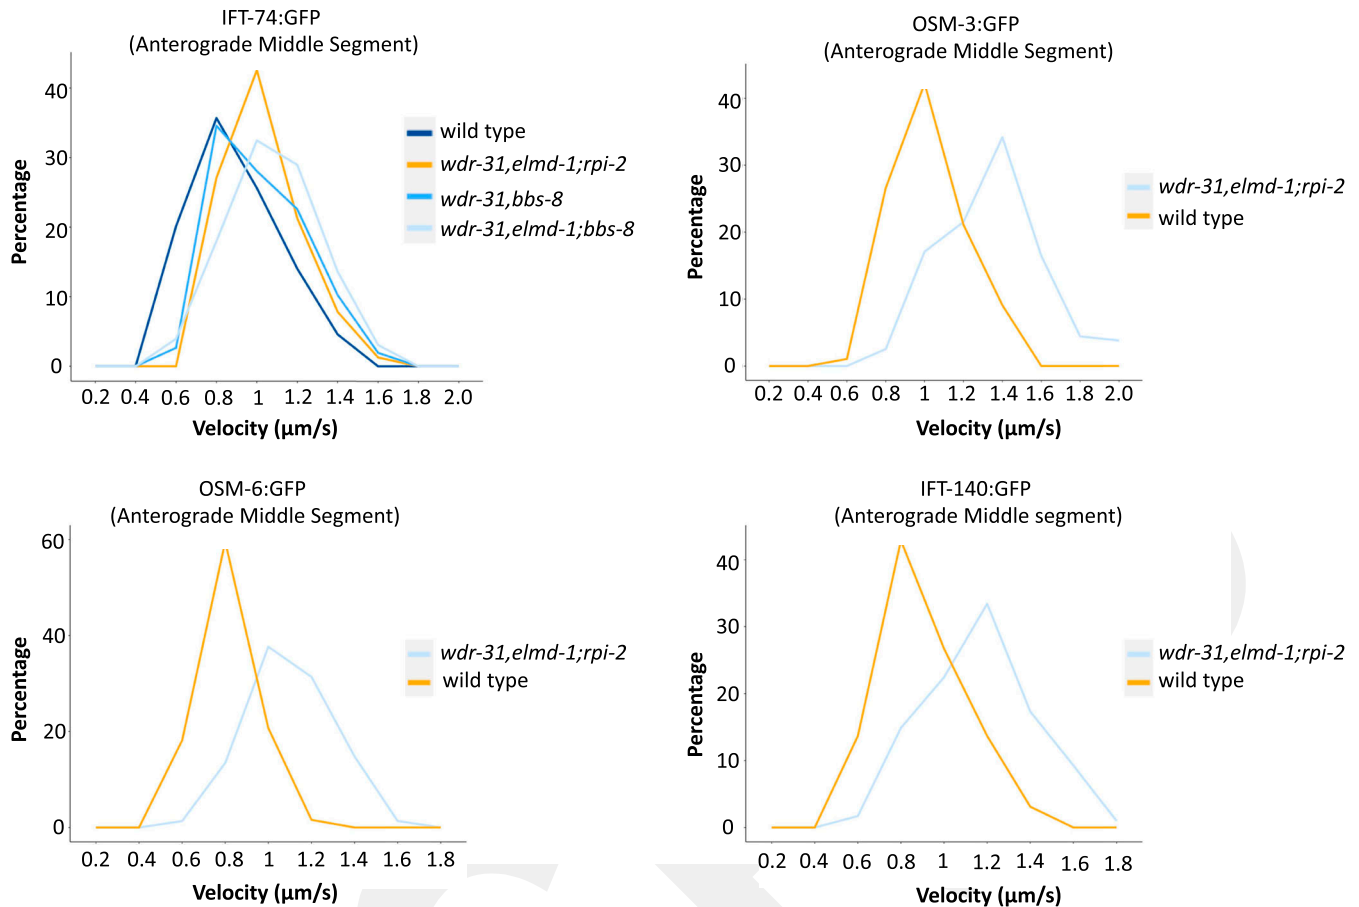 IFT-74:GFP
(Anterograde Middle Segment)
40
30
20
10
0
Percentage
0.2 0.4 0.6 0.8 1 1.2 1.4 1.6 1.8 2.0
Velocity (µm/s)
wild type
wdr-31,elmd-1;rpi-2
wdr-31,bbs-8
wdr-31,elmd-1;bbs-8
OSM-3:GFP
(Anterograde Middle Segment)
40
30
20
10
0
Percentage
0.2 0.4 0.6 0.8 1 1.2 1.4 1.6 1.8 2.0
Velocity (µm/s)
wdr-31,elmd-1;rpi-2
wild type
OSM-6:GFP
(Anterograde Middle Segment)
60
40
20
0
Percentage
0.2 0.4 0.6 0.8 1 1.2 1.4 1.6 1.8
Velocity (µm/s)
wdr-31,elmd-1;rpi-2
wild type
IFT-140:GFP
(Anterograde Middle segment)
40
30
20
10
0
Percentage
0.2 0.4 0.6 0.8 1 1.2 1.4 1.6 1.8
Velocity (µm/s)
wdr-31,elmd-1;rpi-2
wild type